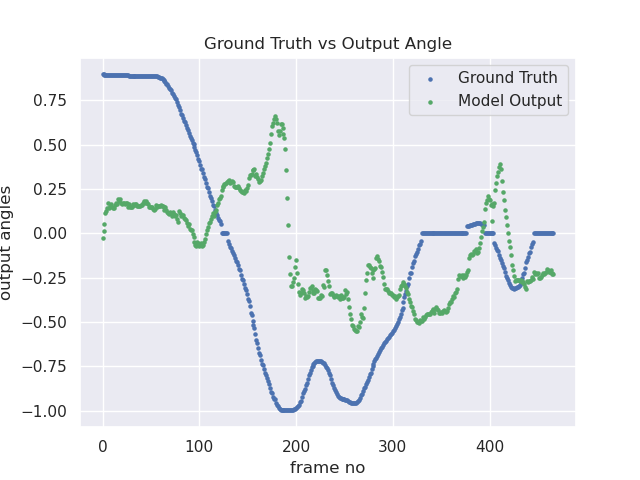 Ground Truth vs Output Angle
Ground Truth
Model Output
0.75
0.50
0.25
0.00
−0.25
−0.50
−0.75
−1.00
output angles
0 100 200 300 400
frame no